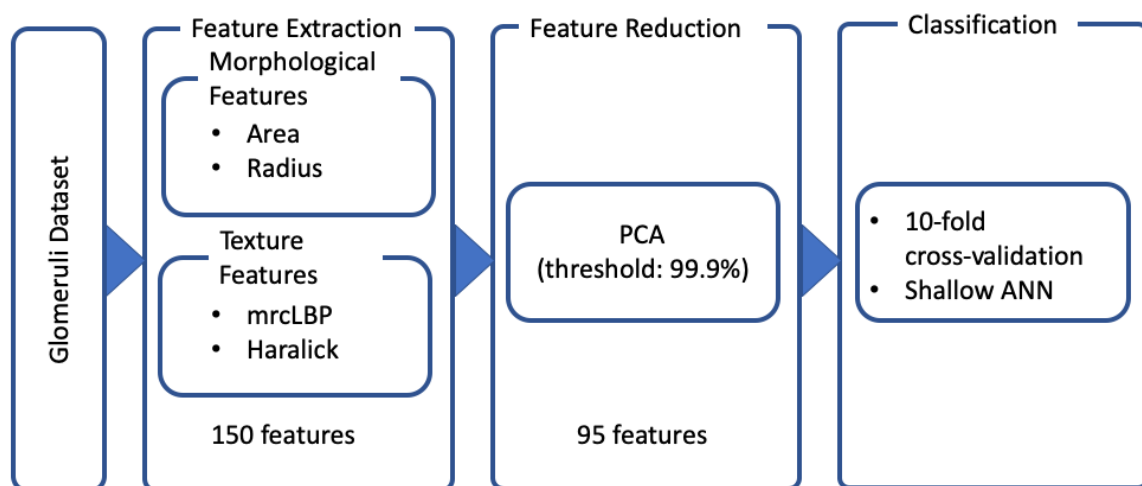 Glomeruli Dataset
Feature Extraction
Morphological
Features
• Area
• Radius
Texture
Features
• mrcLBP
• Haralick
150 features
Feature Reduction
PCA
(threshold: 99.9%)
95 features
Classification
• 10-fold
cross-validation
• Shallow ANN